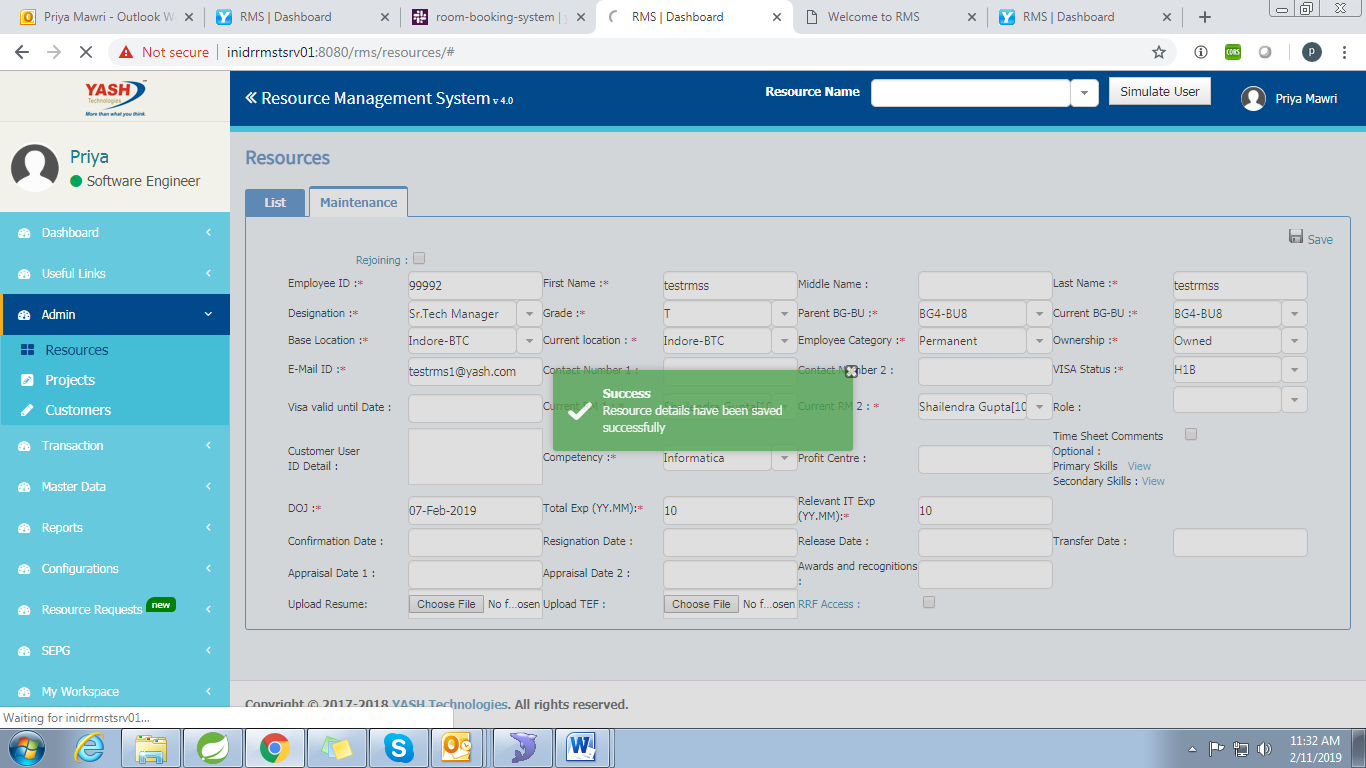 Priya Mawri - Outlook W
RMS | Dashboard
room-booking-system | y
RMS | Dashboard
Welcome to RMS
RMS | Dashboard
Not secure | inidrrmstsrv01:8080/rms/resources/#
CORS
p
YASH
Technologies
More than what you think.
Resource Management System v 4.0
Resource Name
Simulate User
Priya Mawri
Priya
Software Engineer
Dashboard
Useful Links
Admin
Resources
Projects
Customers
Transaction
Master Data
Reports
Configurations
Resource Requests new
SEPG
My Workspace
Resources
List
Maintenance
Save
Rejoining :
Employee ID :* 99992 First Name :* testrmss Middle Name : Last Name :* testrmss
Designation :* Sr.Tech Manager Grade :* T Parent BG-BU :* BG4-BU8 Current BG-BU :* BG4-BU8
Base Location :* Indore-BTC Current location : * Indore-BTC Employee Category :* Permanent Ownership :* Owned
E-Mail ID :* testrms1@yash.com Contact Number 1 : Contact Number 2 : VISA Status :* H1B
Visa valid until Date : Current RM Shailendra Gupta[10 Current RM 2 : * Shailendra Gupta[10 Role :
Success
Resource details have been saved
successfully
Customer User
ID Detail :
Competency :* Informatica Profit Centre :
Time Sheet Comments
Optional :
Primary Skills View
Secondary Skills : View
DOJ :* 07-Feb-2019 Total Exp (YY.MM):* 10 Relevant IT Exp
(YY.MM):* 10
Confirmation Date : Resignation Date : Release Date : Transfer Date :
Appraisal Date 1 : Appraisal Date 2 : Awards and recognitions
:
Upload Resume: Choose File No f...osen Upload TEF : Choose File No f...osen RRF Access :
Copyright © 2017-2018 YASH Technologies. All rights reserved.
Waiting for inidrrmstsrv01...
11:32 AM
2/11/2019